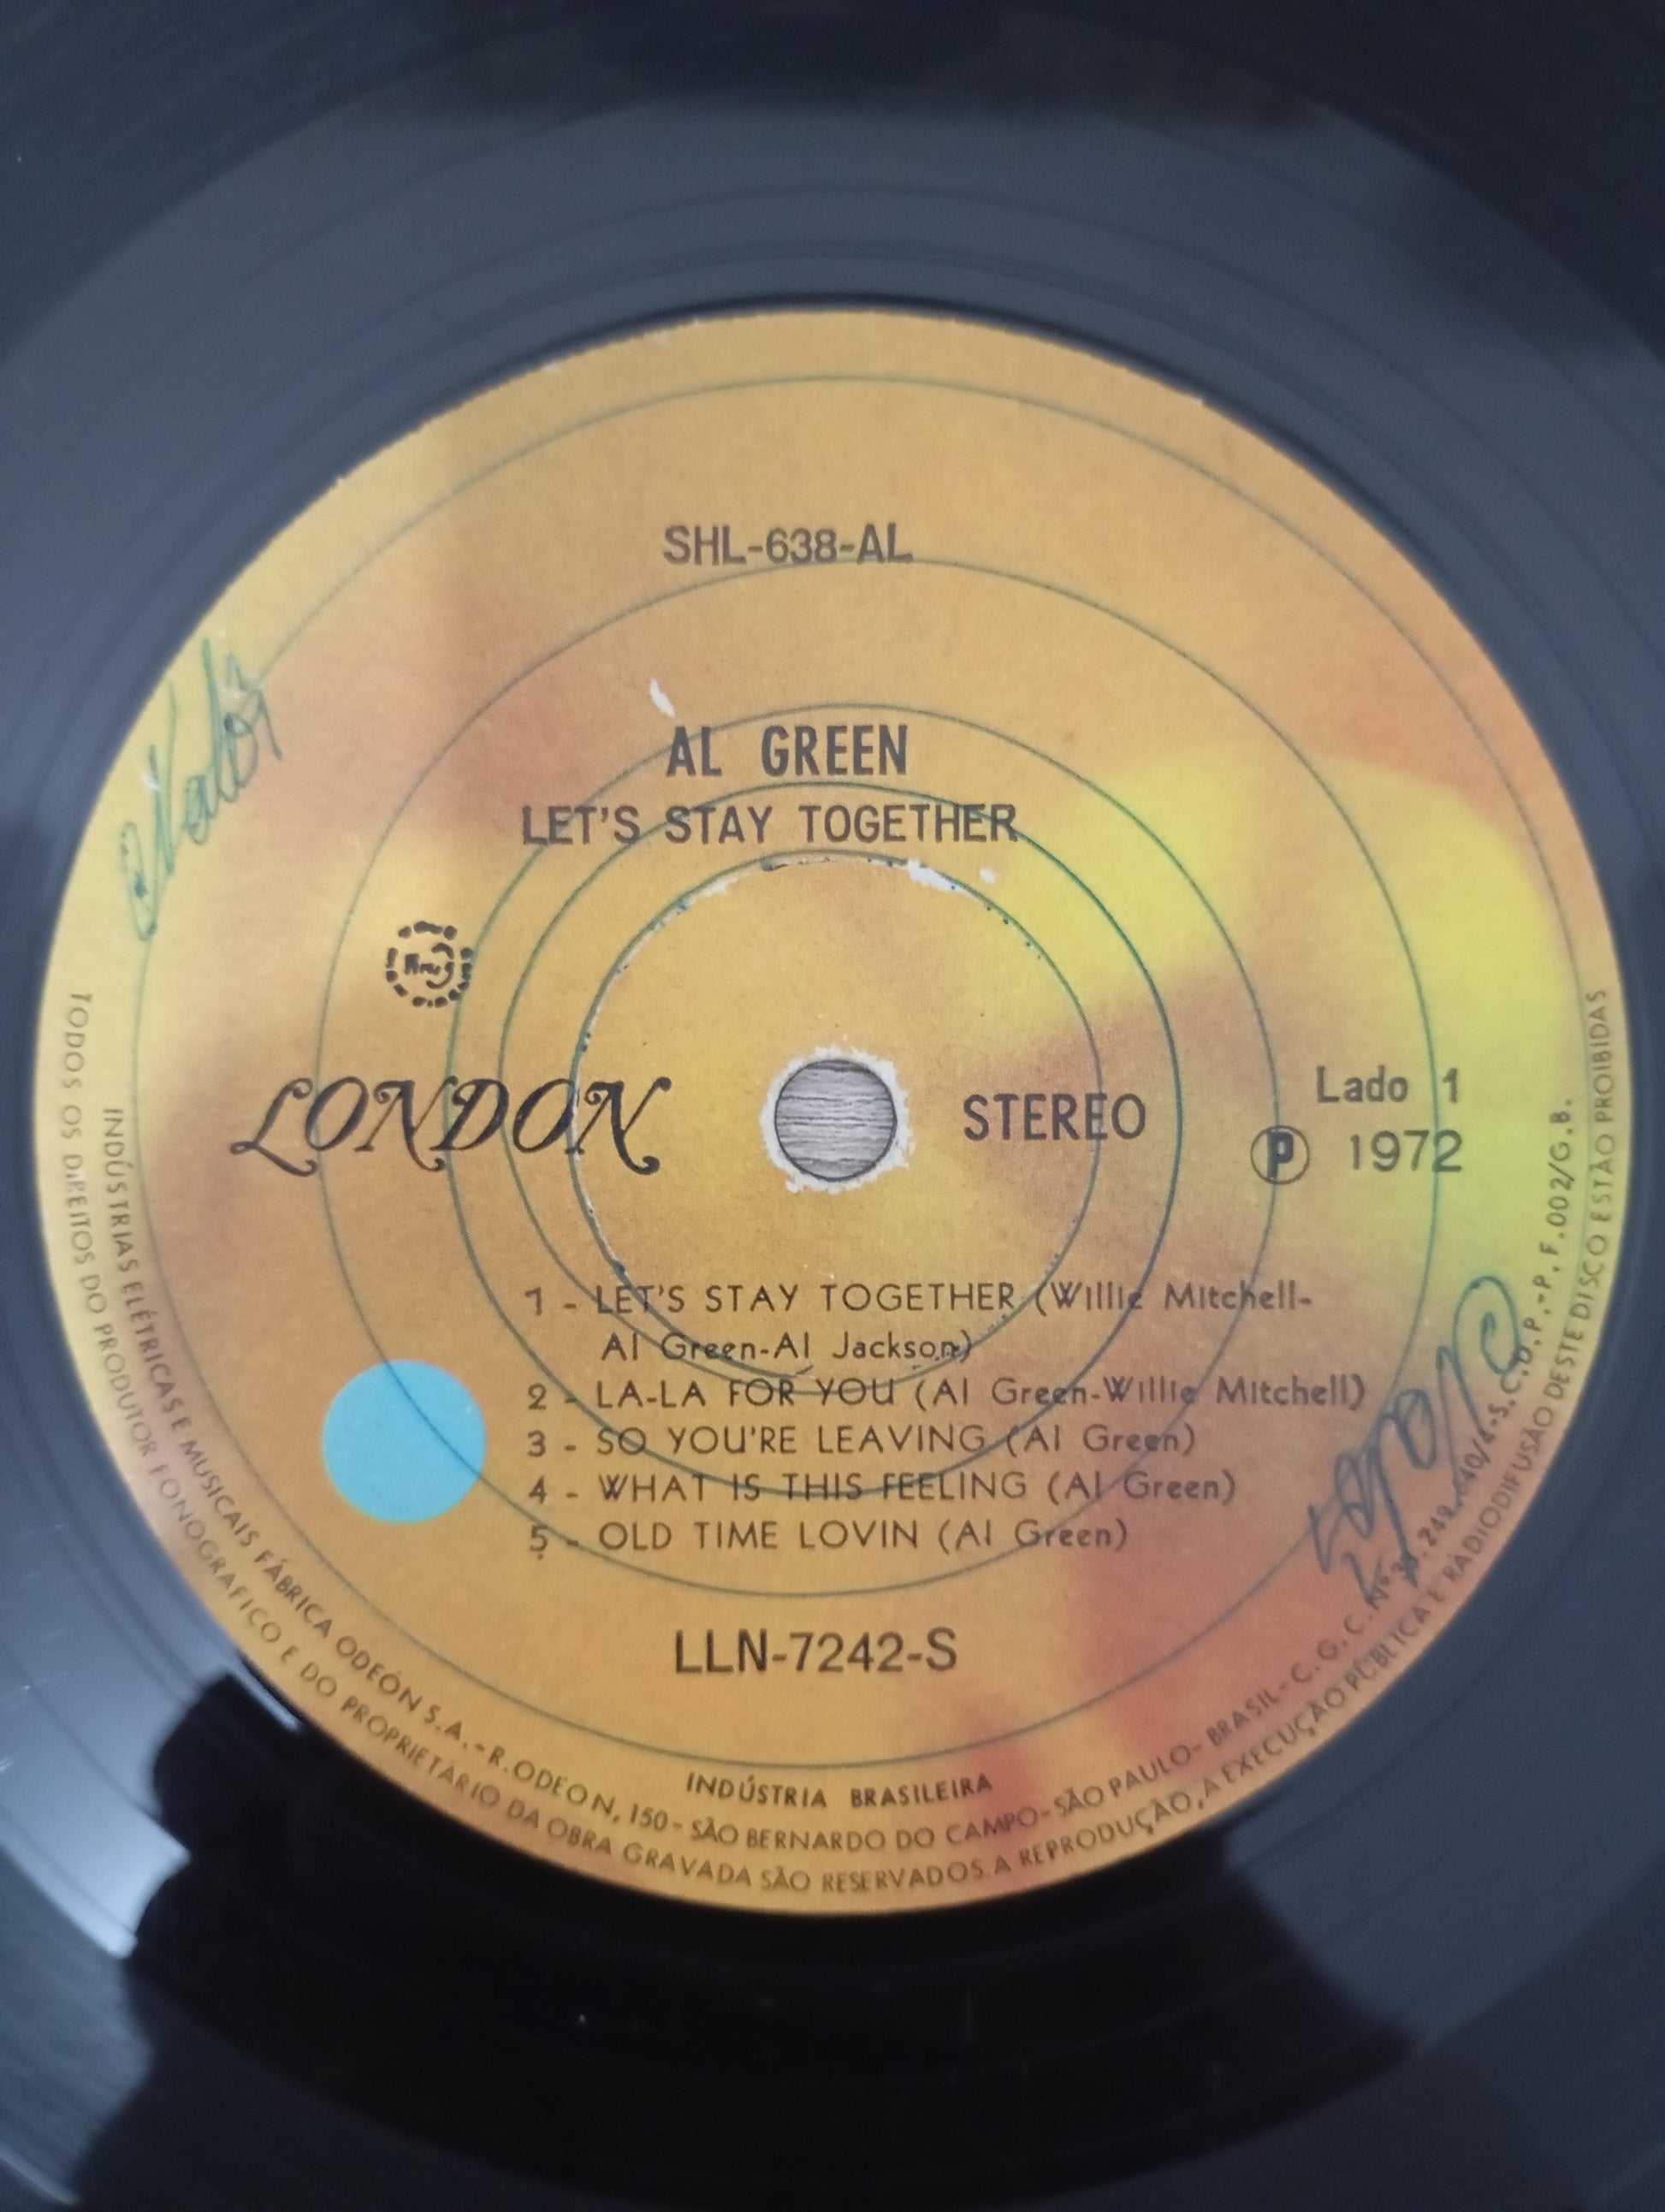 SHL-638-AL
AL GREEN
LET'S STAY TOGETHER
LONDON
STEREO
Lado 1
Ⓟ 1972
1 - LET'S STAY TOGETHER (Willie Mitchell-
Al Green-Al Jackson)
2 - LA-LA FOR YOU (Al Green-Willie Mitchell)
3 - SO YOU'RE LEAVING (Al Green)
4 - WHAT IS THIS FEELING (Al Green)
5 - OLD TIME LOVIN (Al Green)
LLN-7242-S
INDÚSTRIA BRASILEIRA
INDÚSTRIAS ELÉTRICAS E MUSICAIS FÁBRICA ODEON S.A. - R. ODEON, 150 - SÃO BERNARDO DO CAMPO - SÃO PAULO - BRASIL - C.G.C. Nº - S.C.D.P. - P.F. 002/G.B.
TODOS OS DIREITOS DO PRODUTOR FONOGRAFICO E DO PROPRIETARIO DA OBRA GRAVADA SÃO RESERVADOS. A REPRODUÇÃO, A EXECUÇÃO PÚBLICA E RADIODIFUSÃO DESTE DISCO ESTÃO PROIBIDAS